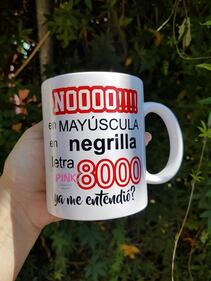 NOOOO!!!!
en MAYÚSCULA
en negrilla
letra 8000
PINK
ya me entendió?